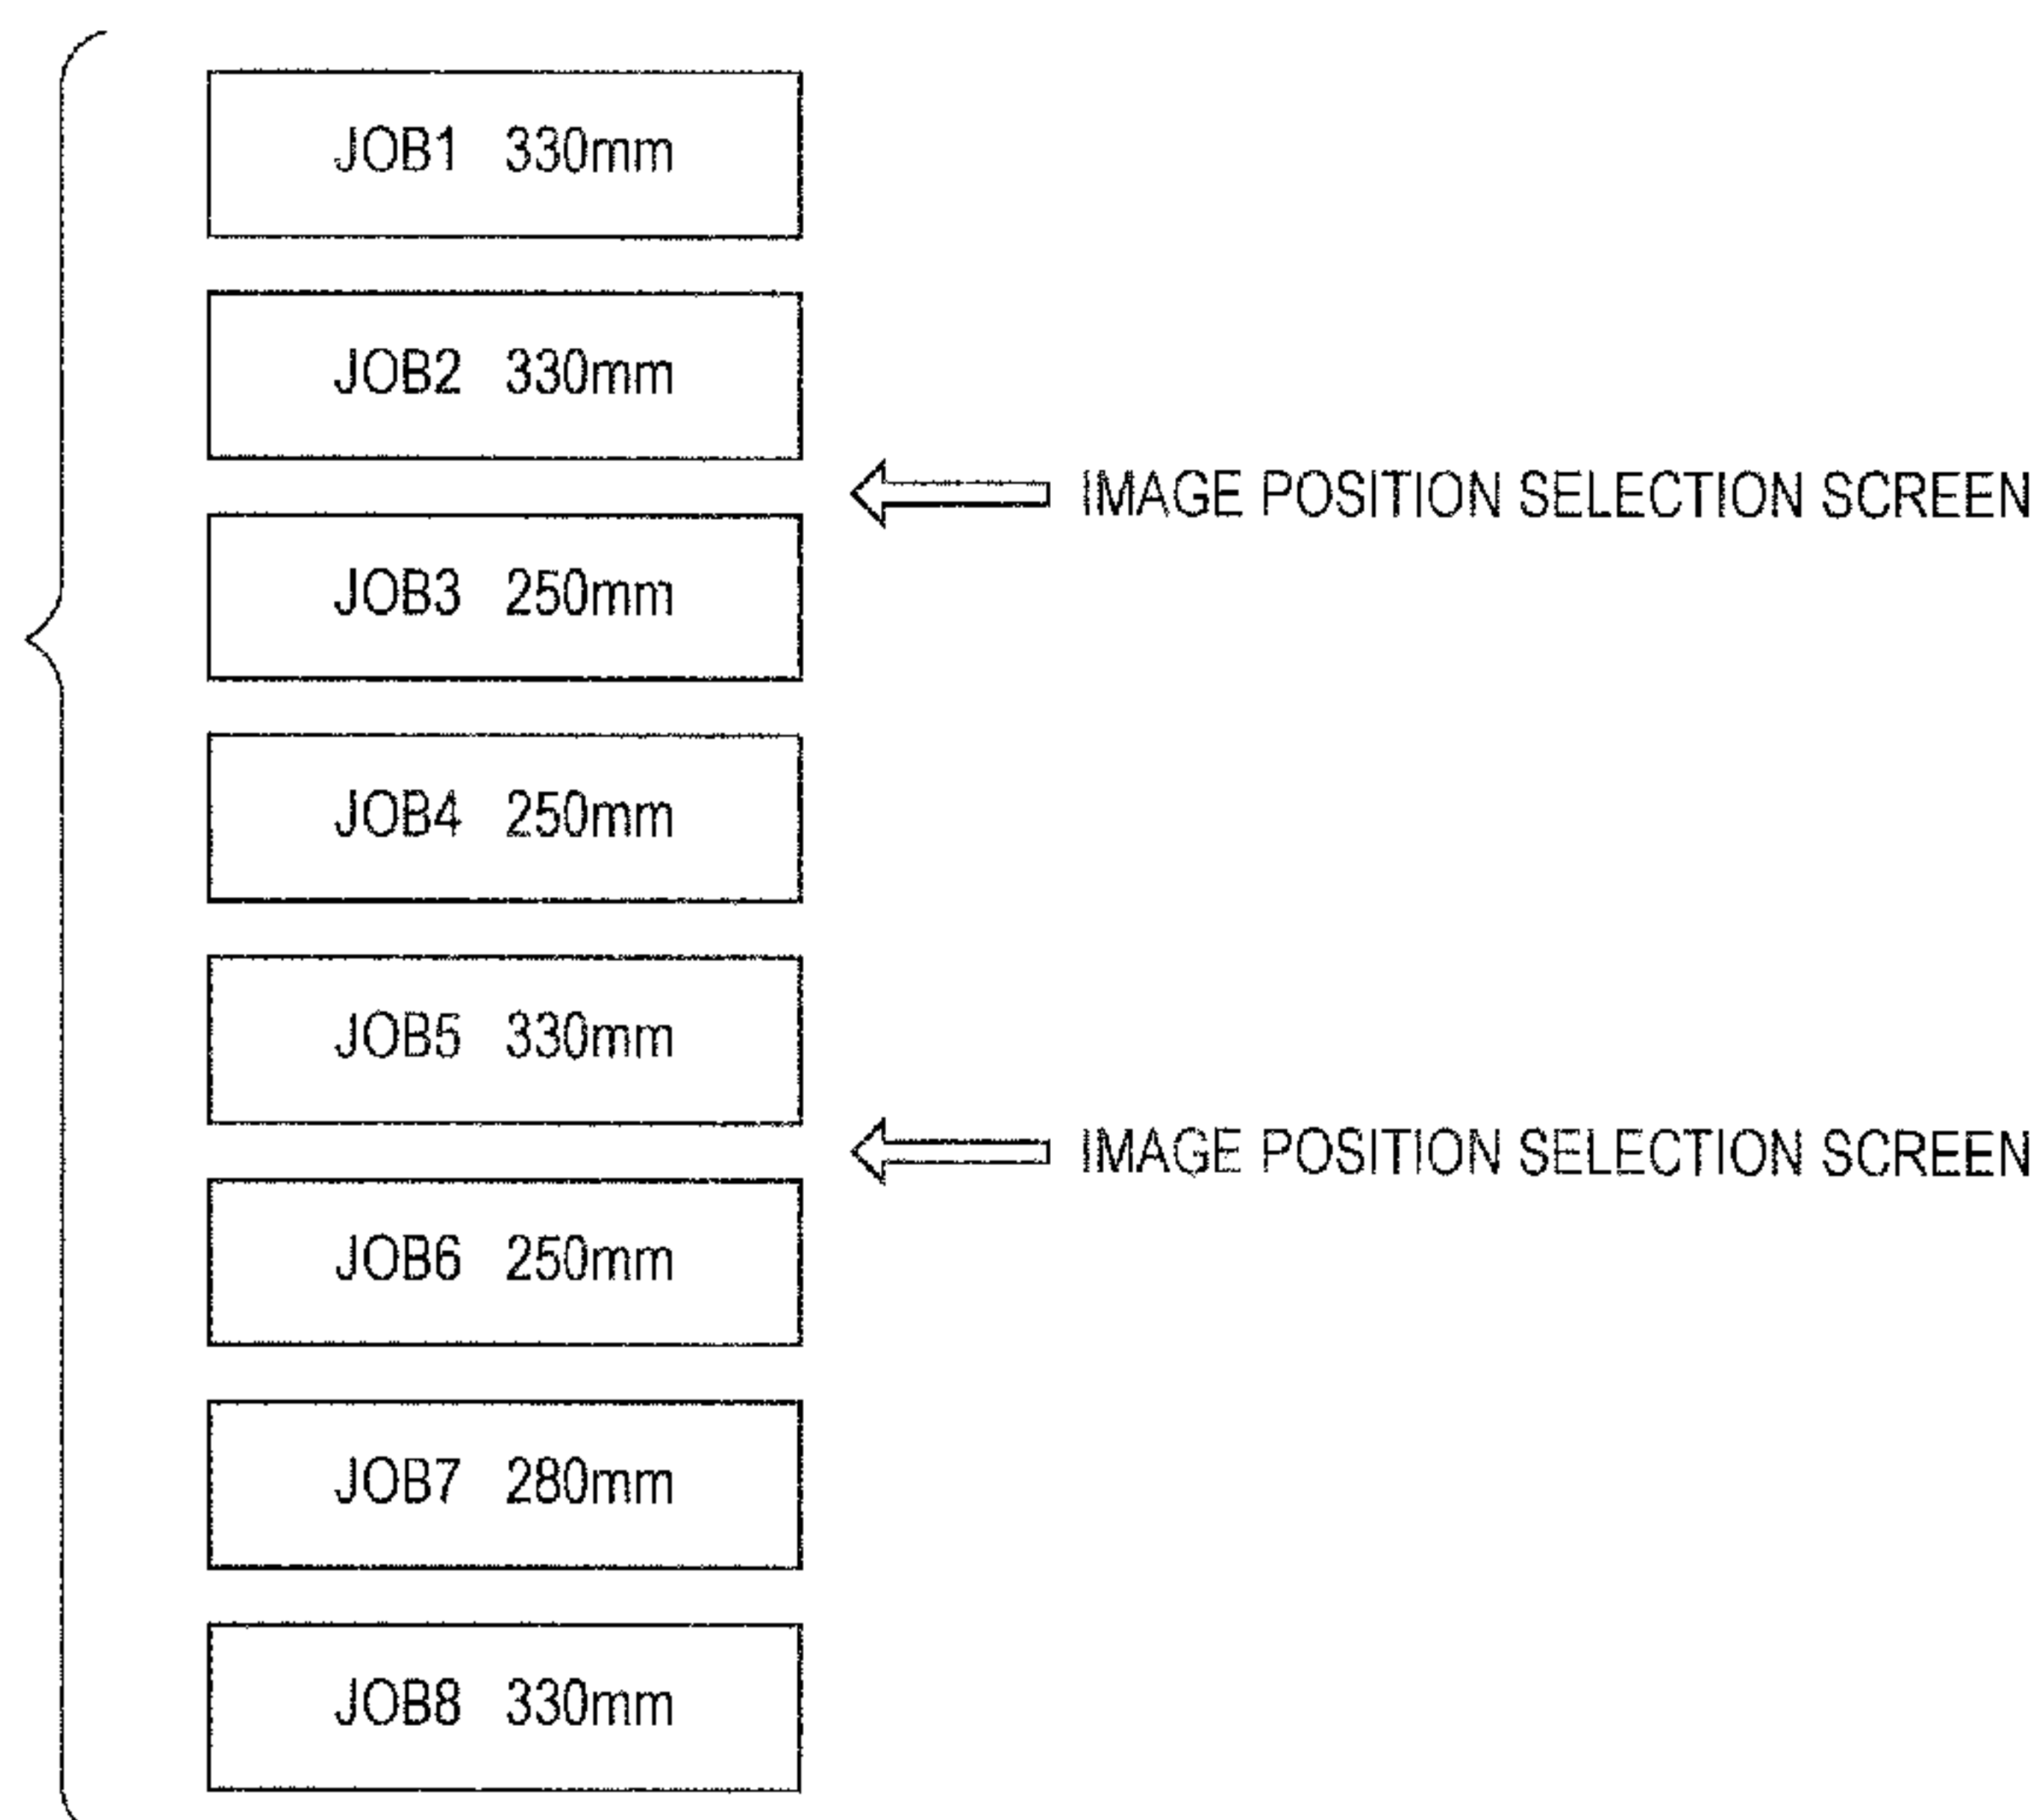 JOB1 330mm
JOB2 330mm
IMAGE POSITION SELECTION SCREEN
JOB3 250mm
JOB4 250mm
JOB5 330mm
IMAGE POSITION SELECTION SCREEN
JOB6 250mm
JOB7 280mm
JOB8 330mm